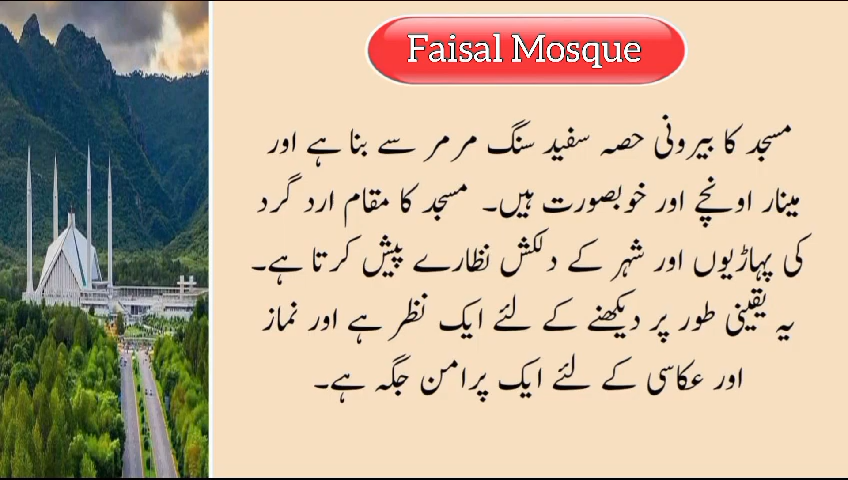 Faisal Mosque
مسجد کا بیرونی حصہ سفید سنگ مرمر سے بنا ہے اور
مینار اونچے اور خوبصورت ہیں۔ مسجد کا مقام ارد گرد
کی پہاڑیوں اور شہر کے دلکش نظارے پیش کرتا ہے۔
یہ یقینی طور پر دیکھنے کے لئے ایک نظر ہے اور نماز
اور عکاسی کے لئے ایک پرامن جگہ ہے۔